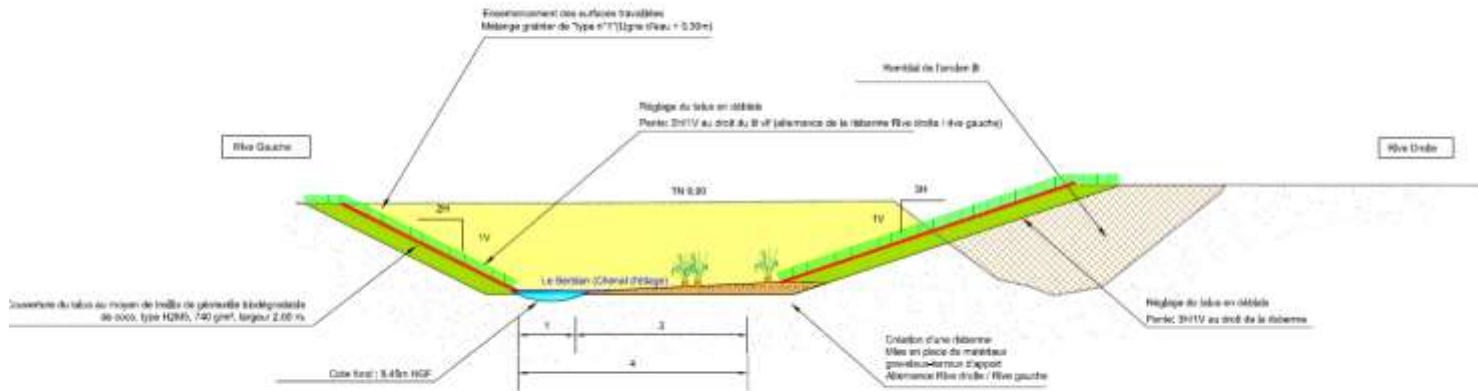 Ensemencement des surfaces travaillées
Mélange grainier de "type n°1" (Ligne d'eau + 0.30m)
Remblai de l'ancien lit
Réglage du talus en déblais
Pente: 2H/1V au droit du lit vif (alternance de la risberme Rive droite / rive gauche)
Rive Gauche
Rive Droite
TN 9,80
2H
1V
3H
1V
Le (Chenal d'étiage)
Couverture du talus au moyen de treillis de géotextile biodégradable
de coco, type H2M5, 740 g/m², largeur 2.00 m.
Réglage du talus en déblais
Pente: 3H/1V au droit de la risberme
1
3
4
Création d'une risberme
Mise en place de matériaux
graveleux-terreux d'apport
Alternance Rive droite / Rive gauche
Cote fond : NGF